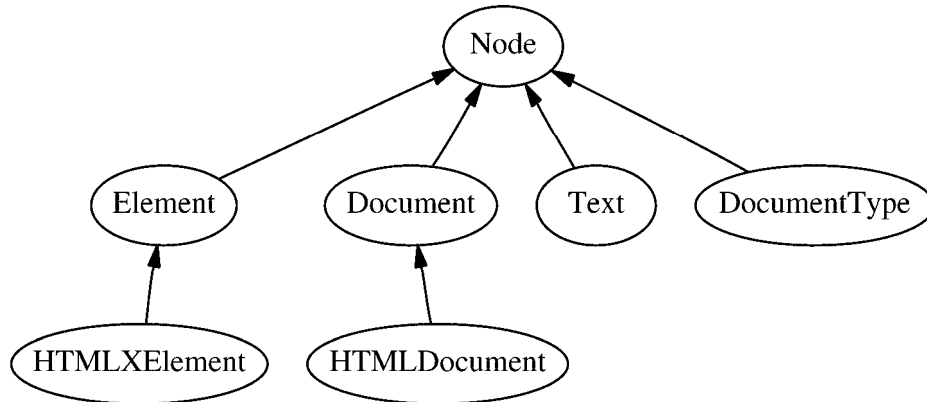 Node
Element
Document
Text
DocumentType
HTMLXElement
HTMLDocument